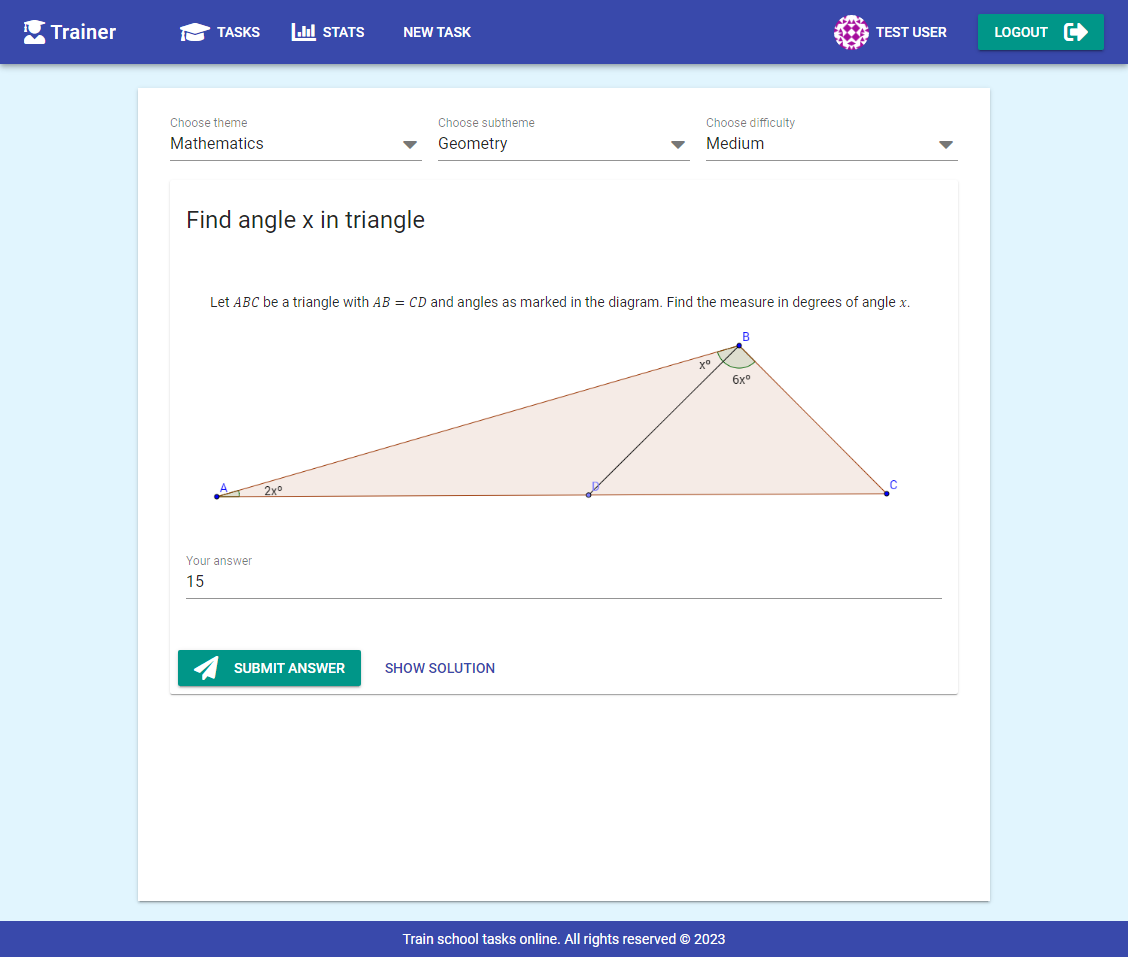 Trainer TASKS STATS NEW TASK TEST USER LOGOUT
Choose theme Choose subtheme Choose difficulty
Mathematics Geometry Medium
Find angle x in triangle
Let ABC be a triangle with AB = CD and angles as marked in the diagram. Find the measure in degrees of angle x.
B
xº
6xº
A 2xº D C
Your answer
15
SUBMIT ANSWER SHOW SOLUTION
Train school tasks online. All rights reserved © 2023